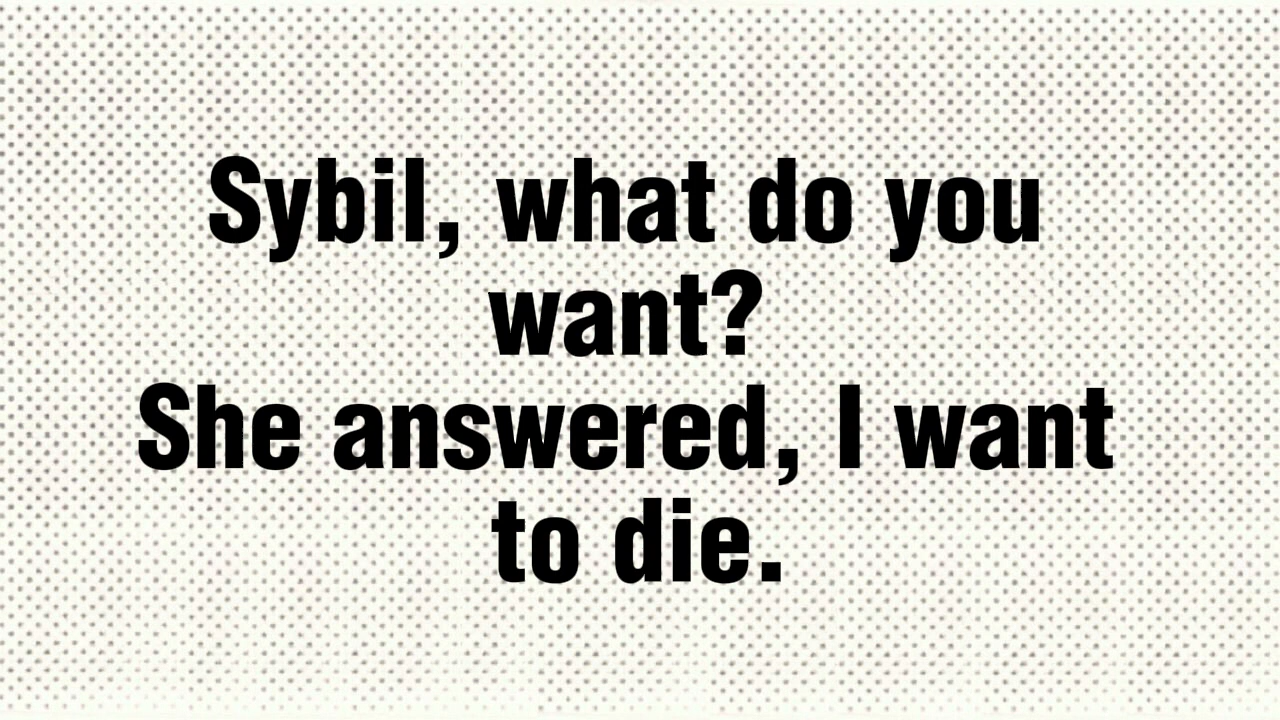 Sybil, what do you
want?
She answered, I want
to die.